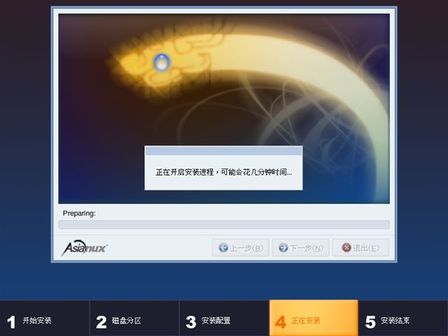 正在开启安装进程，可能会花几分钟时间...
Preparing:
Asianux
上一步(B)
下一步(N)
退出(E)
1 开始安装
2 磁盘分区
3 安装配置
4 正在安装
5 安装结束